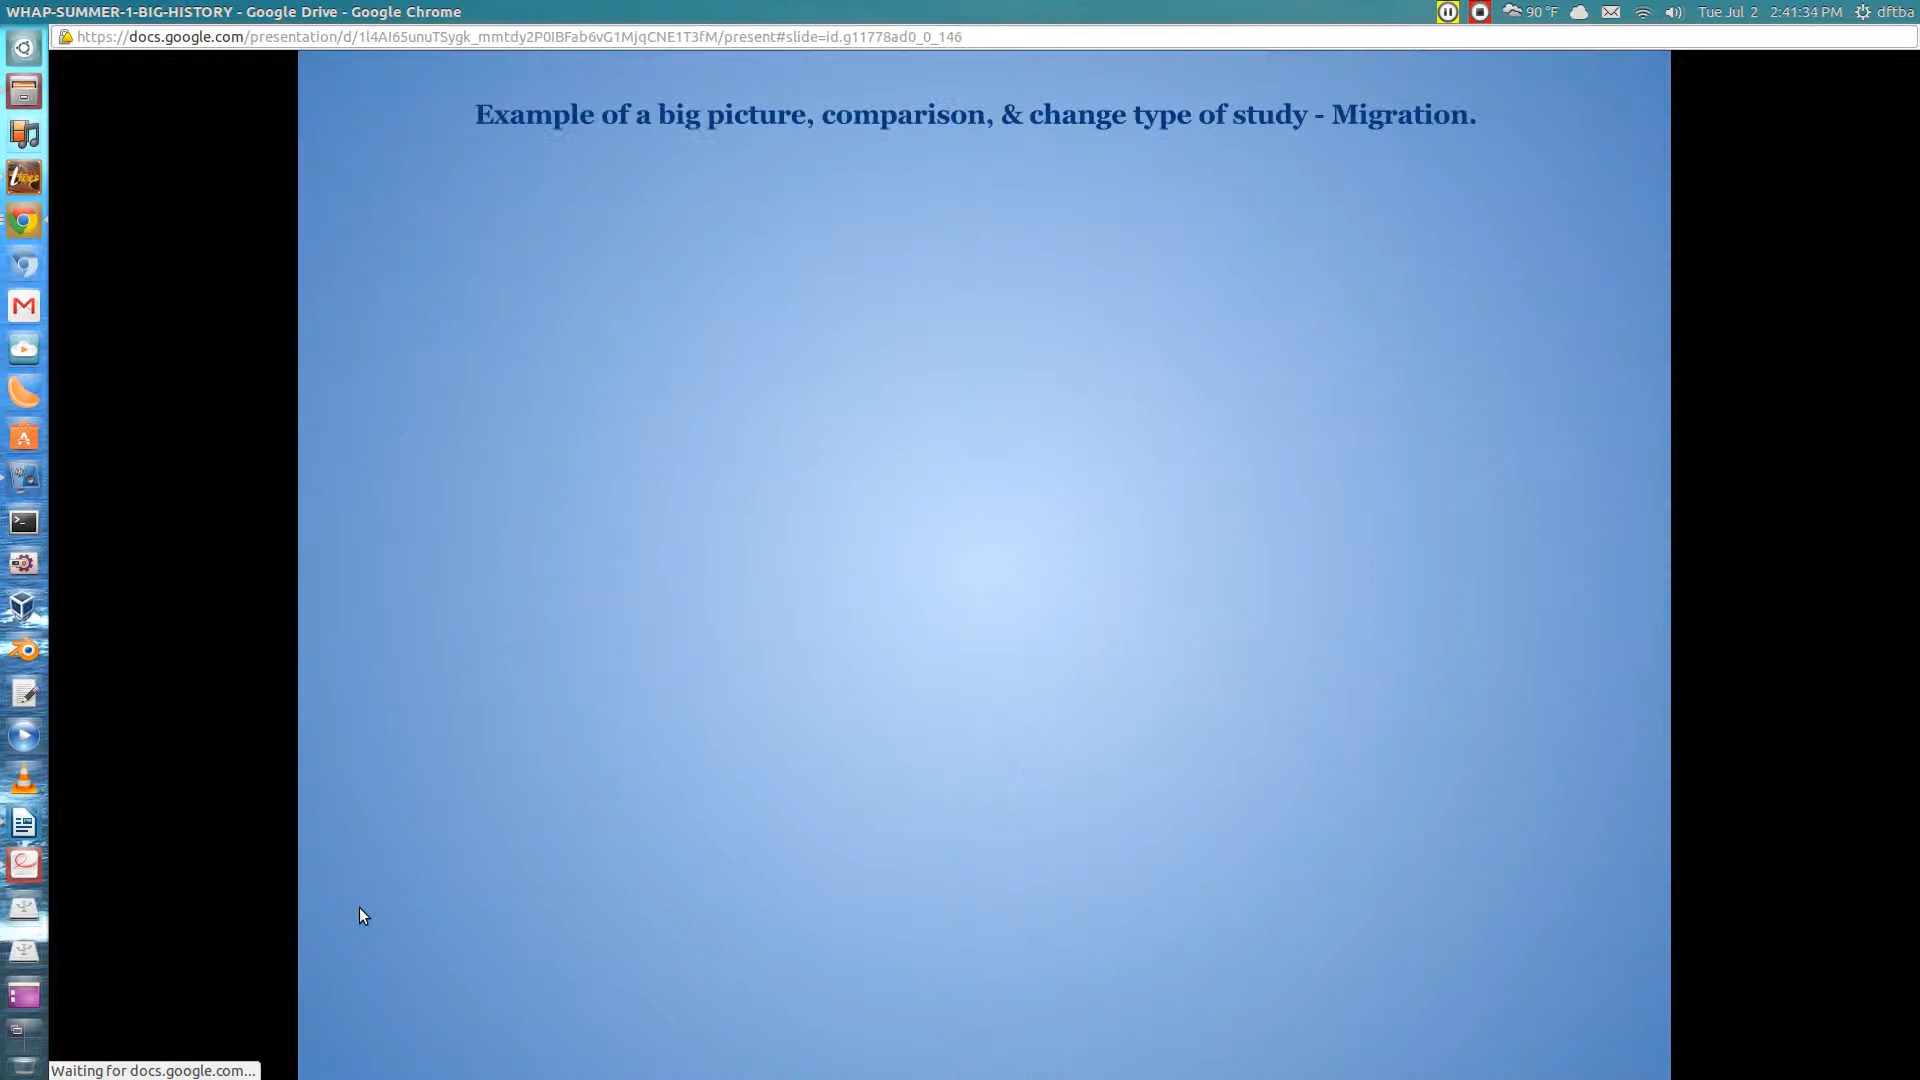 WHAP-SUMMER-1-BIG-HISTORY - Google Drive - Google Chrome
90 °F
Tue Jul 2 2:41:34 PM
dftba
https://docs.google.com/presentation/d/1l4AI65unuTSygk_mmtdy2P0IBFab6vG1MjqCNE1T3fM/present#slide=id.g11778ad0_0_146
Example of a big picture, comparison, & change type of study - Migration.
Waiting for docs.google.com...